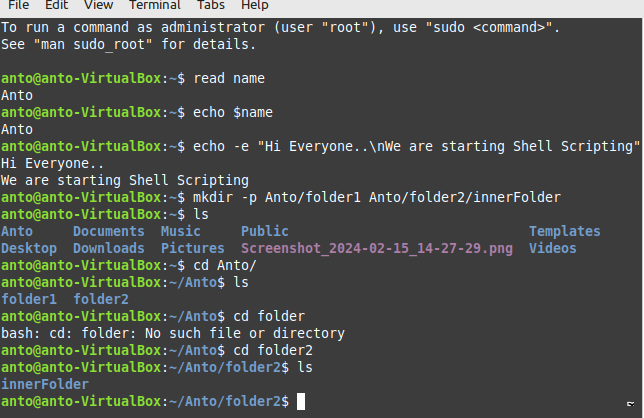 File Edit View Terminal Tabs Help
To run a command as administrator (user "root"), use "sudo <command>".
See "man sudo_root" for details.
anto@anto-VirtualBox:~$ read name
Anto
anto@anto-VirtualBox:~$ echo $name
Anto
anto@anto-VirtualBox:~$ echo -e "Hi Everyone..\nWe are starting Shell Scripting"
Hi Everyone..
We are starting Shell Scripting
anto@anto-VirtualBox:~$ mkdir -p Anto/folder1 Anto/folder2/innerFolder
anto@anto-VirtualBox:~$ ls
Anto Documents Music Public Templates
Desktop Downloads Pictures Screenshot_2024-02-15_14-27-29.png Videos
anto@anto-VirtualBox:~$ cd Anto/
anto@anto-VirtualBox:~/Anto$ ls
folder1 folder2
anto@anto-VirtualBox:~/Anto$ cd folder
bash: cd: folder: No such file or directory
anto@anto-VirtualBox:~/Anto$ cd folder2
anto@anto-VirtualBox:~/Anto/folder2$ ls
innerFolder
anto@anto-VirtualBox:~/Anto/folder2$